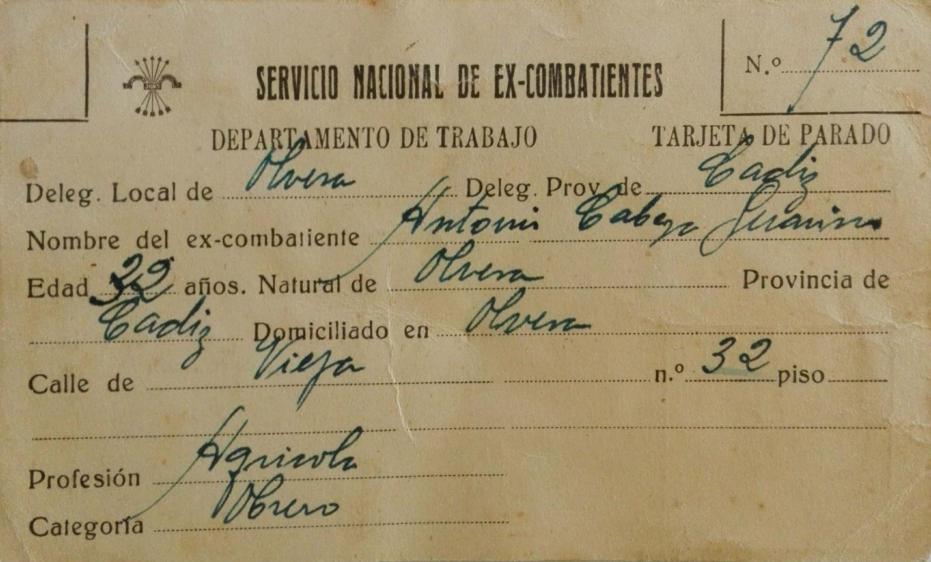 SERVICIO NACIONAL DE EX-COMBATIENTES N.º 72
DEPARTAMENTO DE TRABAJO TARJETA DE PARADO
Deleg. Local de Olvera Deleg. Prov. de Cadiz
Nombre del ex-combatiente Antonio Cabeza
Edad 32 años. Natural de Olvera Provincia de
Cadiz Domiciliado en Olvera
Calle de Vieja n.º 32 piso
Profesión Agricola
Categoría Obrero